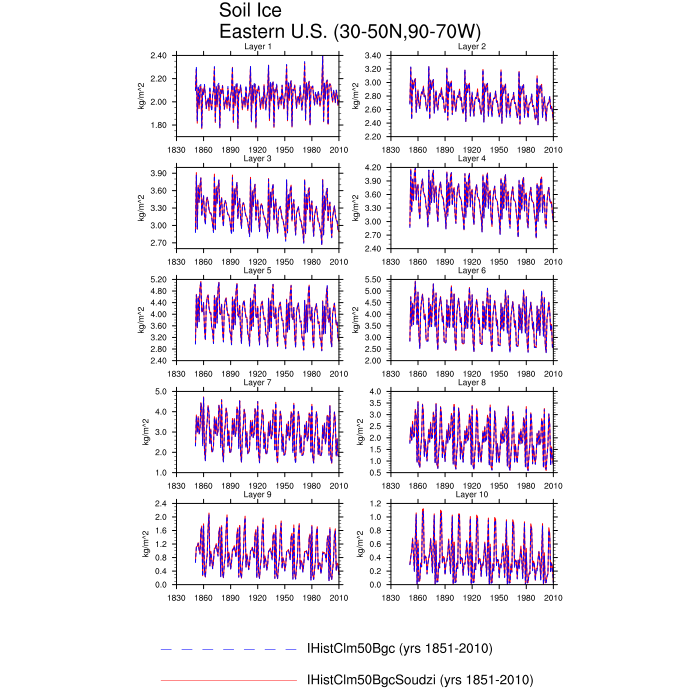 Soil Ice
Eastern U.S. (30-50N,90-70W)
Layer 1
Layer 2
2.40
2.20
2.00
1.80
kg/m^2
1830 1860 1890 1920 1950 1980 2010
3.40
3.20
3.00
2.80
2.60
2.40
2.20
kg/m^2
1830 1860 1890 1920 1950 1980 2010
Layer 3
Layer 4
3.90
3.60
3.30
3.00
2.70
kg/m^2
1830 1860 1890 1920 1950 1980 2010
4.20
3.90
3.60
3.30
3.00
2.70
2.40
kg/m^2
1830 1860 1890 1920 1950 1980 2010
Layer 5
Layer 6
5.20
4.80
4.40
4.00
3.60
3.20
2.80
2.40
kg/m^2
1830 1860 1890 1920 1950 1980 2010
5.50
5.00
4.50
4.00
3.50
3.00
2.50
2.00
kg/m^2
1830 1860 1890 1920 1950 1980 2010
Layer 7
Layer 8
5.0
4.0
3.0
2.0
1.0
kg/m^2
1830 1860 1890 1920 1950 1980 2010
4.0
3.5
3.0
2.5
2.0
1.5
1.0
0.5
kg/m^2
1830 1860 1890 1920 1950 1980 2010
Layer 9
Layer 10
2.4
2.0
1.6
1.2
0.8
0.4
0.0
kg/m^2
1830 1860 1890 1920 1950 1980 2010
1.2
1.0
0.8
0.6
0.4
0.2
0.0
kg/m^2
1830 1860 1890 1920 1950 1980 2010
IHistClm50Bgc (yrs 1851-2010)
IHistClm50BgcSoudzi (yrs 1851-2010)